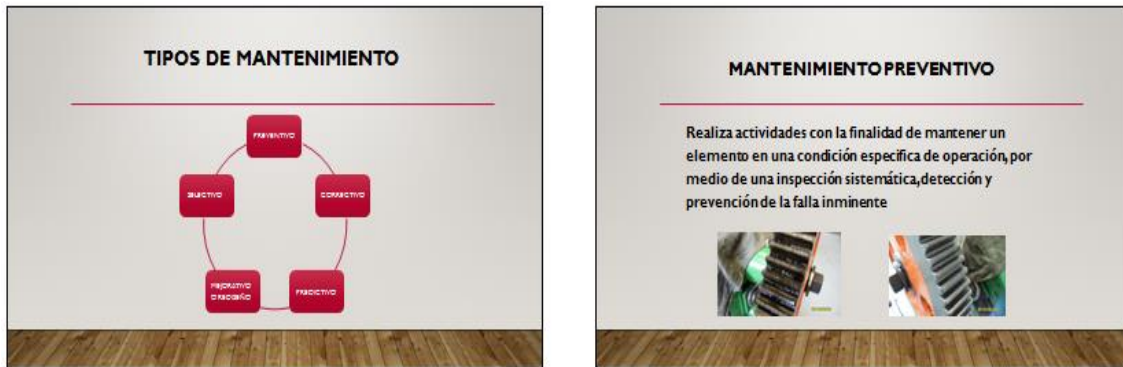 TIPOS DE MANTENIMIENTO
PREVENTIVO
CORRECTIVO
PREDICTIVO
MEJORATIVO
O REDISEÑO
SELECTIVO
MANTENIMIENTO PREVENTIVO
Realiza actividades con la finalidad de mantener un
elemento en una condición especifica de operación, por
medio de una inspección sistemática, detección y
prevención de la falla inminente